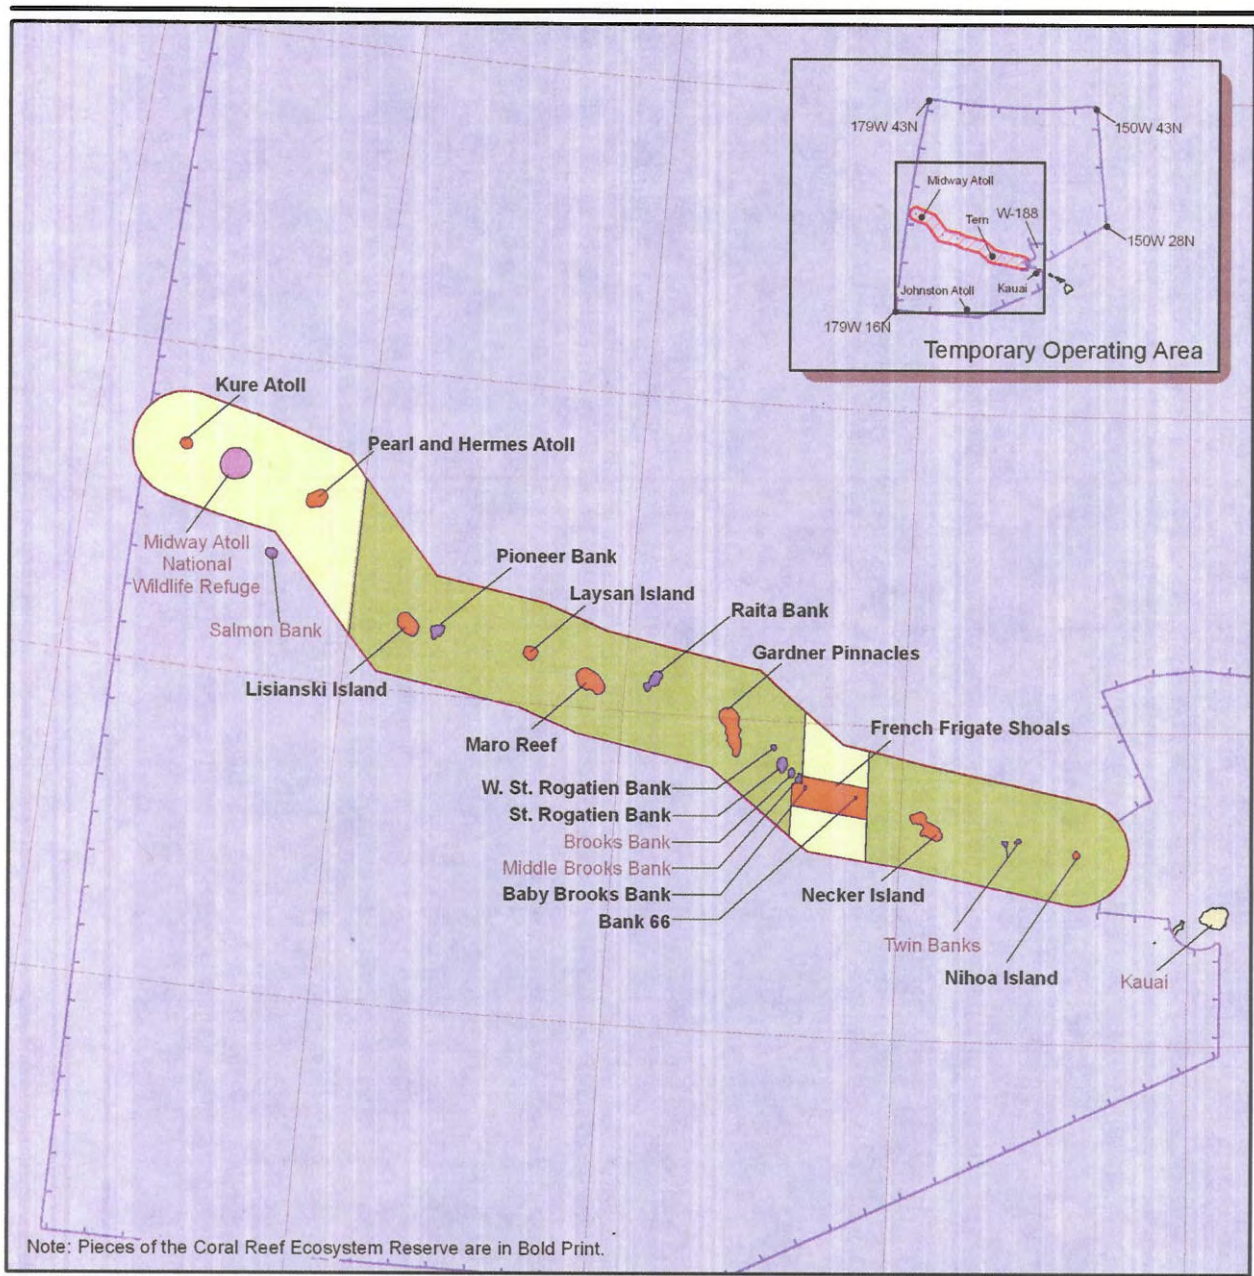 179W 43N
150W 43N
Midway Atoll
Tern
W-188
150W 28N
Johnston Atoll
Kauai
179W 16N
Temporary Operating Area
Kure Atoll
Pearl and Hermes Atoll
Midway Atoll
National
Wildlife Refuge
Pioneer Bank
Laysan Island
Raita Bank
Salmon Bank
Gardner Pinnacles
Lisianski Island
French Frigate Shoals
Maro Reef
W. St. Rogatien Bank
St. Rogatien Bank
Brooks Bank
Middle Brooks Bank
Baby Brooks Bank
Bank 66
Necker Island
Twin Banks
Nihoa Island
Kauai
Note: Pieces of the Coral Reef Ecosystem Reserve are in Bold Print.